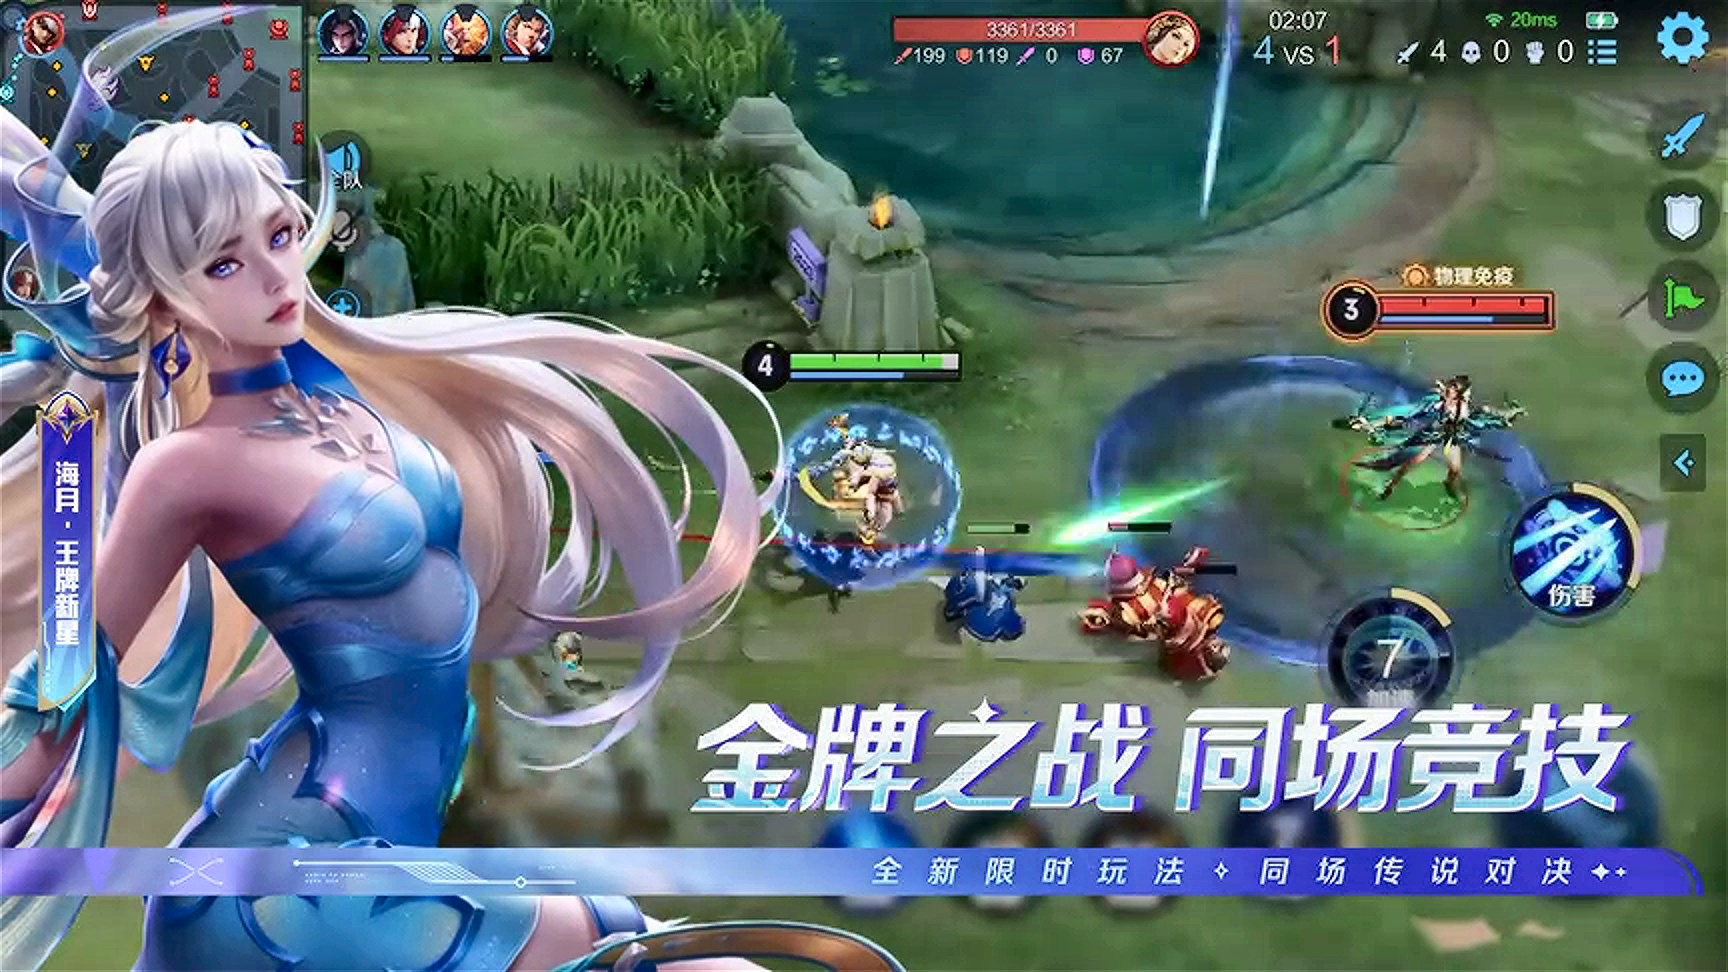 3361/3361
199 119 0 67
02:07
4 VS 1
20ms
4 0 0
物理免疫
3
4
海月·王牌新星
伤害
7
金牌之战 同场竞技
全新限时玩法 同场传说对决